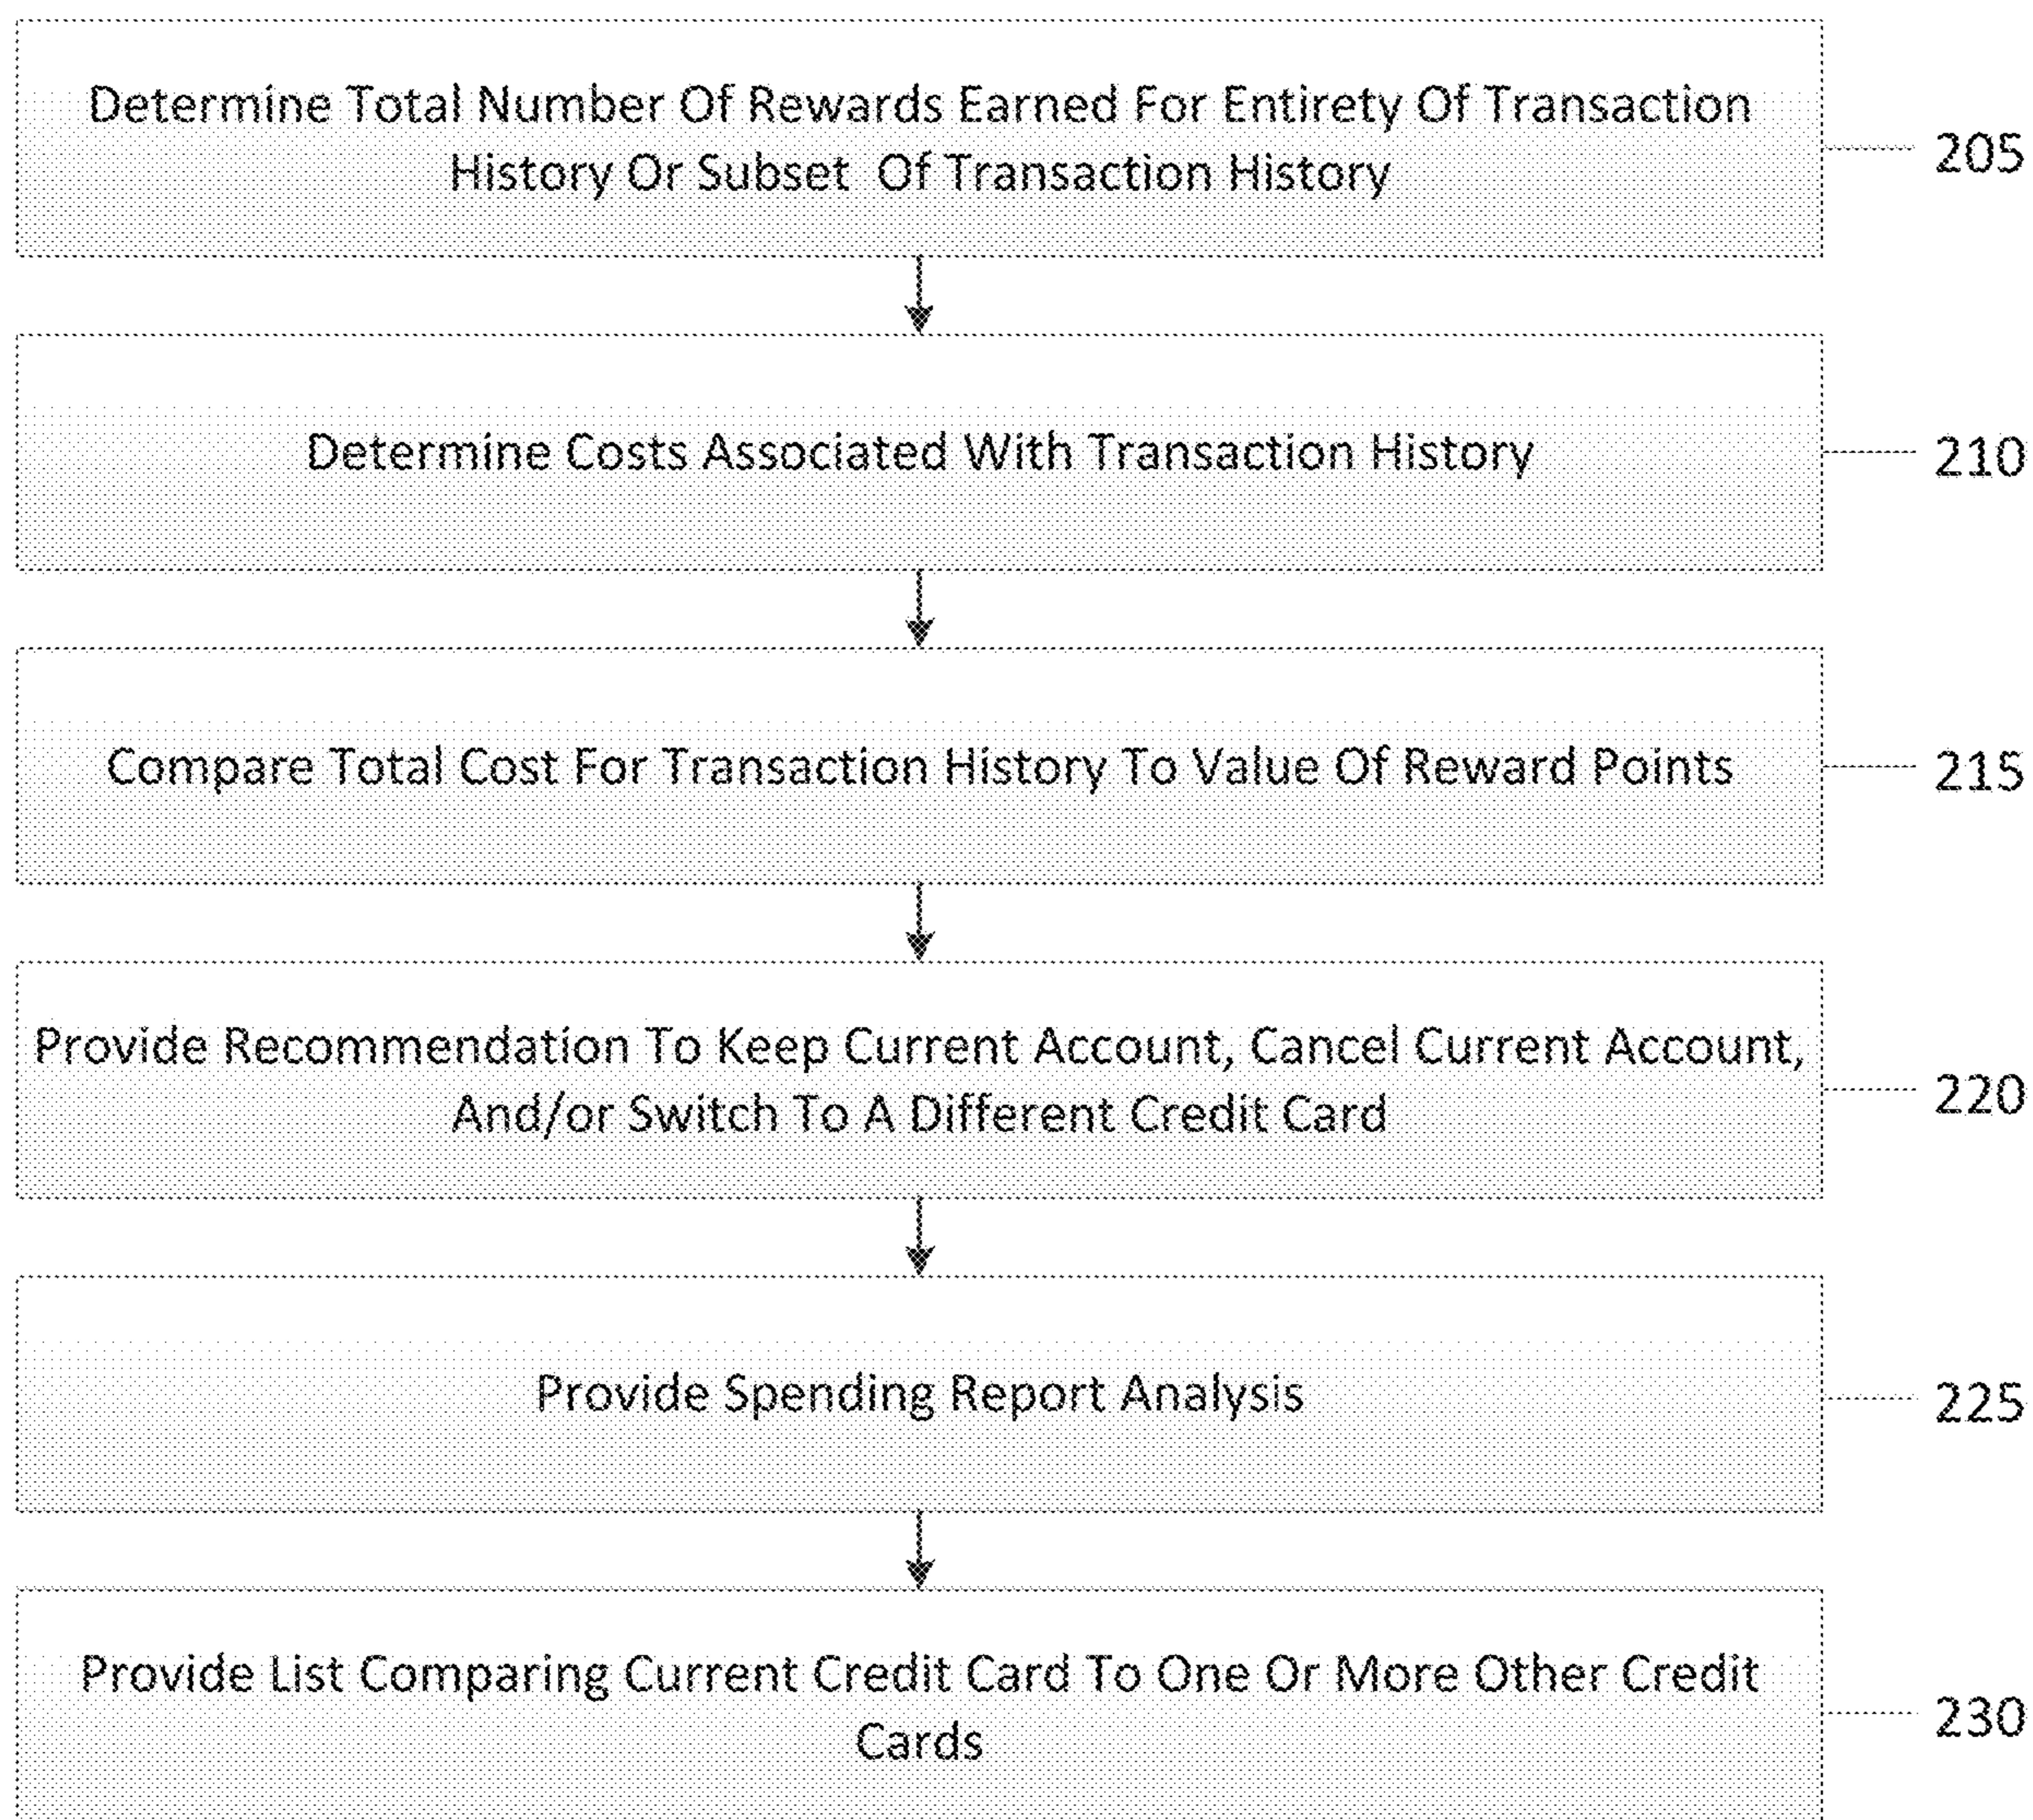 Determine Total Number Of Rewards Earned For Entirety Of Transaction
History Or Subset Of Transaction History
205
Determine Costs Associated With Transaction History
210
Compare Total Cost For Transaction History To Value Of Reward Points
215
Provide Recommendation To Keep Current Account, Cancel Current Account,
And/or Switch To A Different Credit Card
220
Provide Spending Report Analysis
225
Provide List Comparing Current Credit Card To One Or More Other Credit
Cards
230